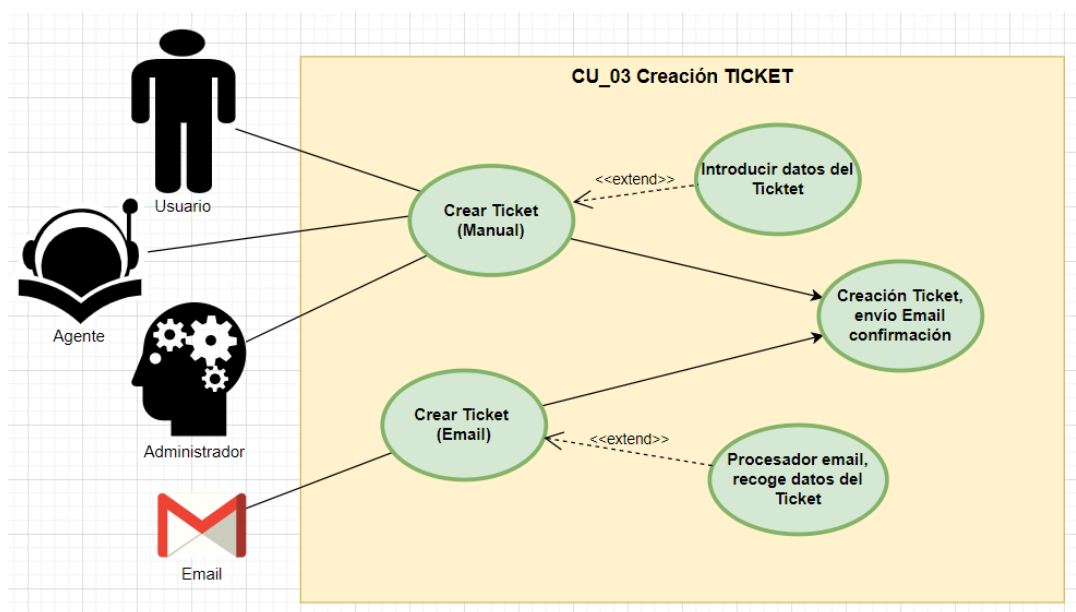 CU_03 Creación TICKET
Usuario
Agente
Administrador
Email
Crear Ticket
(Manual)
<<extend>>
Introducir datos del
Ticktet
Creación Ticket,
envío Email
confirmación
Crear Ticket
(Email)
<<extend>>
Procesador email,
recoge datos del
Ticket